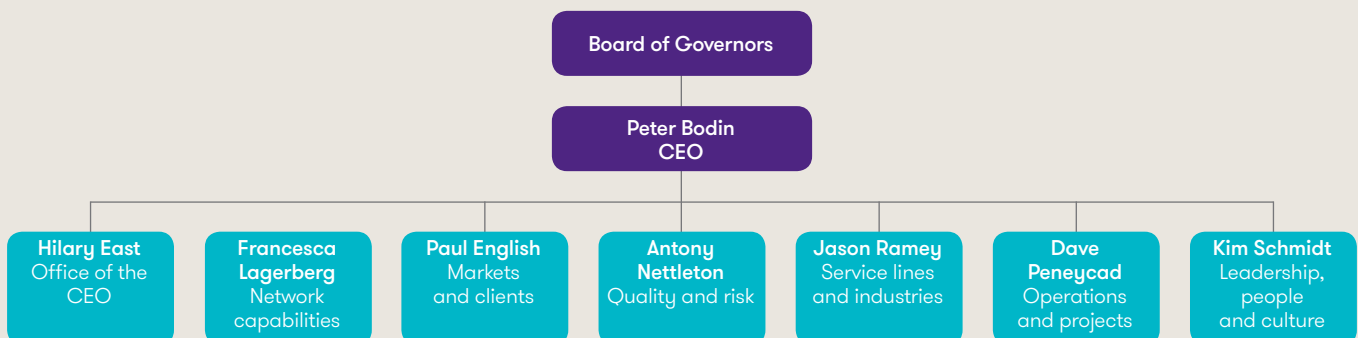 Board of Governors
Peter Bodin
CEO
Hilary East
Office of the
CEO
Francesca
Lagerberg
Network
capabilities
Paul English
Markets
and clients
Antony
Nettleton
Quality and risk
Jason Ramey
Service lines
and industries
Dave
Peneycad
Operations
and projects
Kim Schmidt
Leadership,
people
and culture